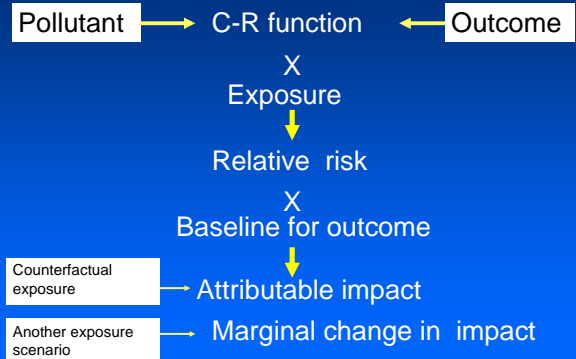 Pollutant C-R function Outcome
X
Exposure
Relative risk
X
Baseline for outcome
Counterfactual
exposure
Attributable impact
Another exposure
scenario
Marginal change in impact